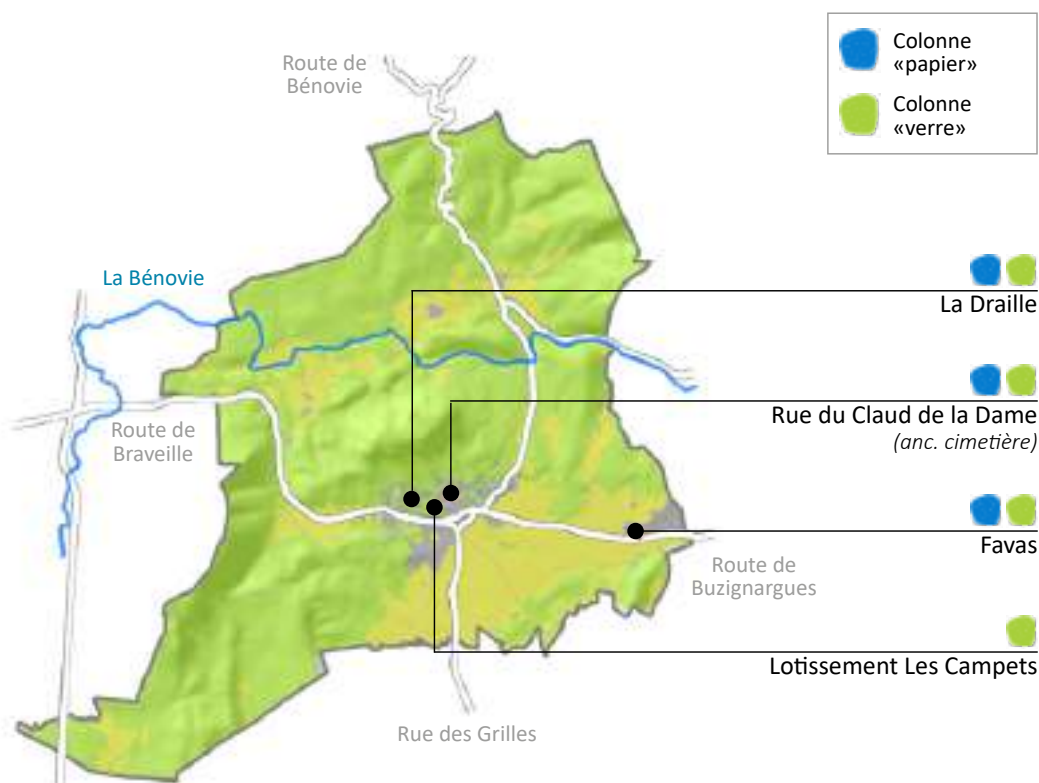 Colonne
«papier»
Colonne
«verre»
Route de
Bénovie
La Bénovie
La Draille
Rue du Claud de la Dame
(anc. cimetière)
Route de
Braveille
Favas
Route de
Buzignargues
Lotissement Les Campets
Rue des Grilles